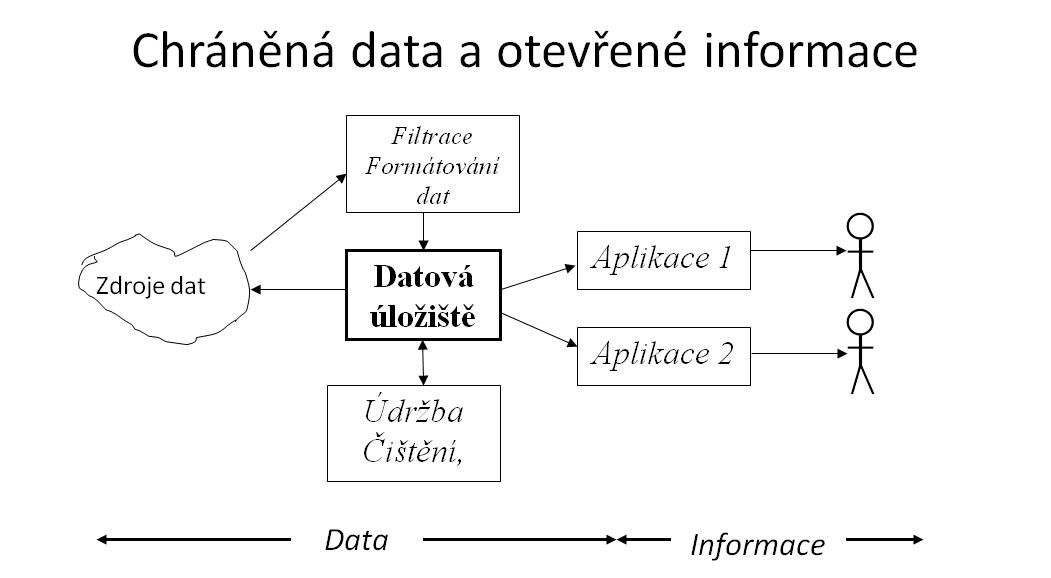 Chráněná data a otevřené informace
Filtrace
Formátování
dat
Zdroje dat
Datová
úložiště
Aplikace 1
Aplikace 2
Údržba
Čištění,
Data
Informace